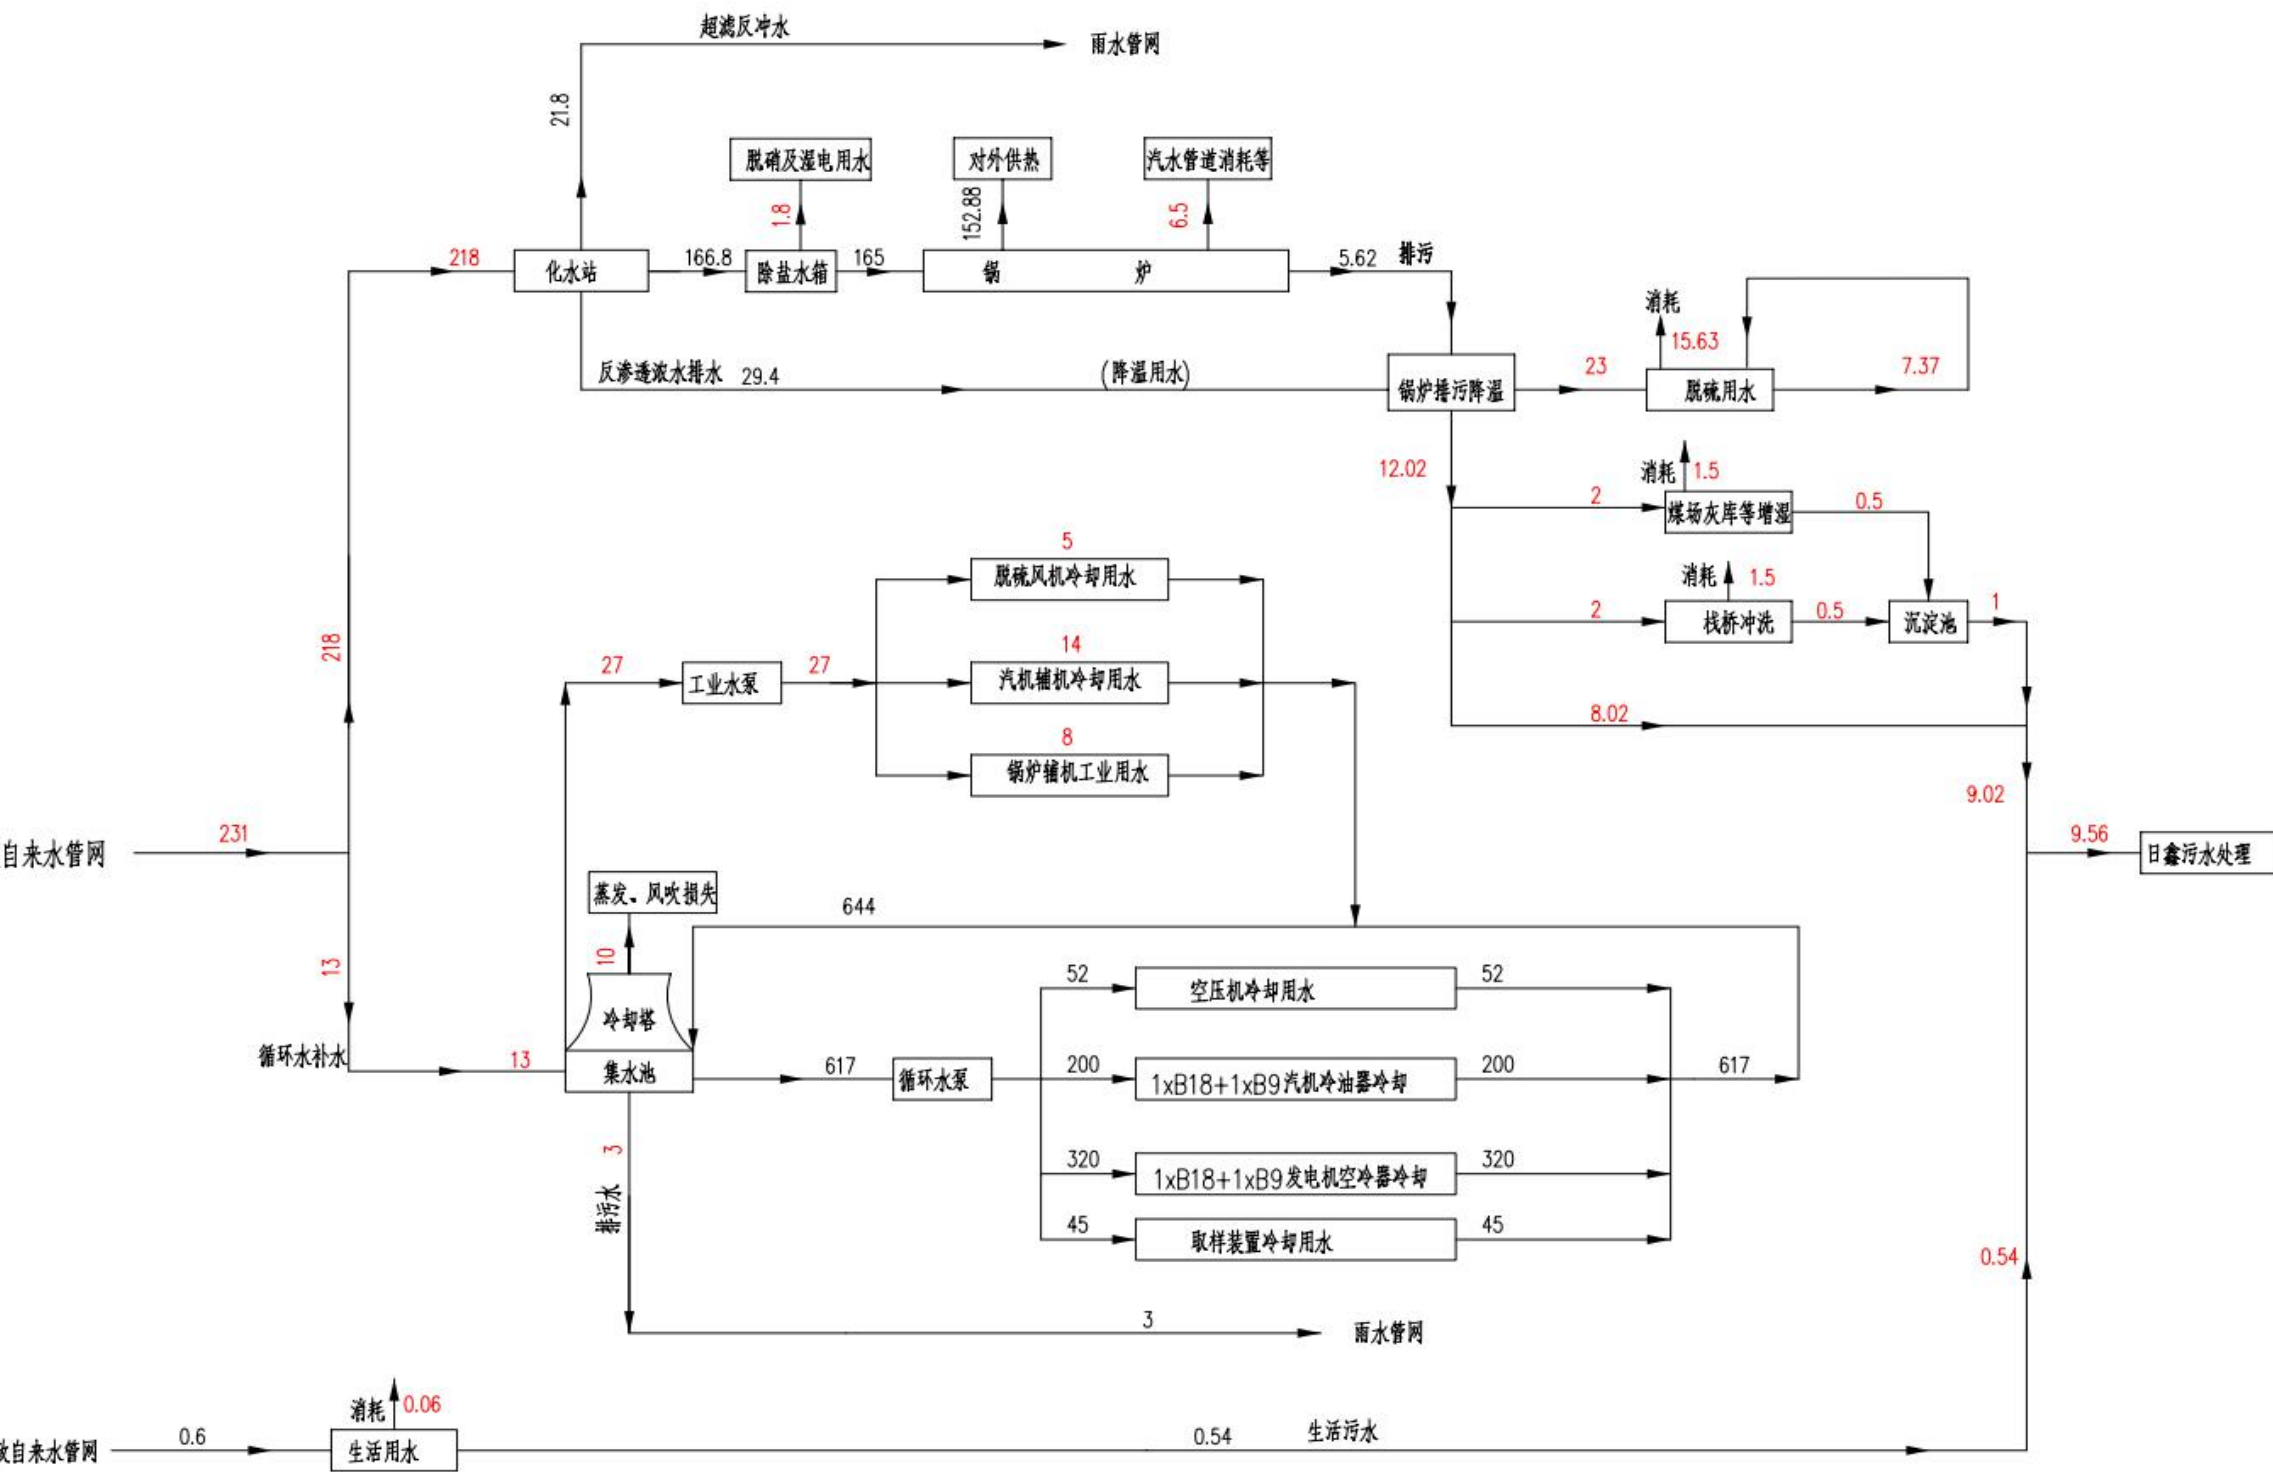 超滤反冲水
雨水管网
21.8
脱硝及湿电用水
对外供热
汽水管道消耗等
1.8
152.88
6.5
218
化水站
166.8
除盐水箱
165
锅 炉
5.62
排污
消耗
15.63
反渗透浓水排水 29.4
(降温用水)
锅炉排污降温
23
脱硫用水
7.37
12.02
消耗
1.5
2
煤场灰库等增湿
0.5
5
脱硫风机冷却用水
消耗
1.5
2
栈桥冲洗
0.5
沉淀池
1
218
27
工业水泵
27
14
汽机辅机冷却用水
8.02
8
锅炉辅机工业用水
9.02
自来水管网
231
9.56
日鑫污水处理
蒸发、风吹损失
644
13
10
52
空压机冷却用水
52
冷却塔
循环水补水
13
集水池
617
循环水泵
200
1xB18+1xB9汽机冷油器冷却
200
617
3
排污水
320
1xB18+1xB9发电机空冷器冷却
320
45
取样装置冷却用水
45
0.54
3
雨水管网
消耗
0.06
自来水管网
0.6
生活用水
0.54
生活污水